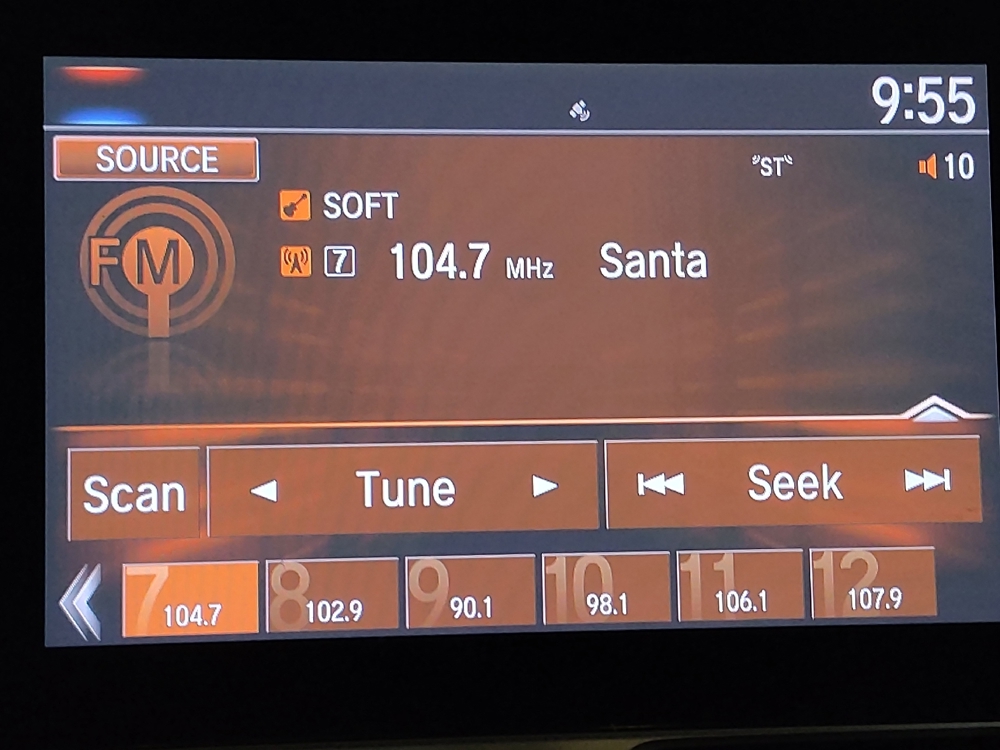 9:55
SOURCE
"ST"
10
FM
SOFT
7 104.7 MHz Santa
Scan Tune Seek
7 104.7 8 102.9 9 90.1 10 98.1 11 106.1 12 107.9